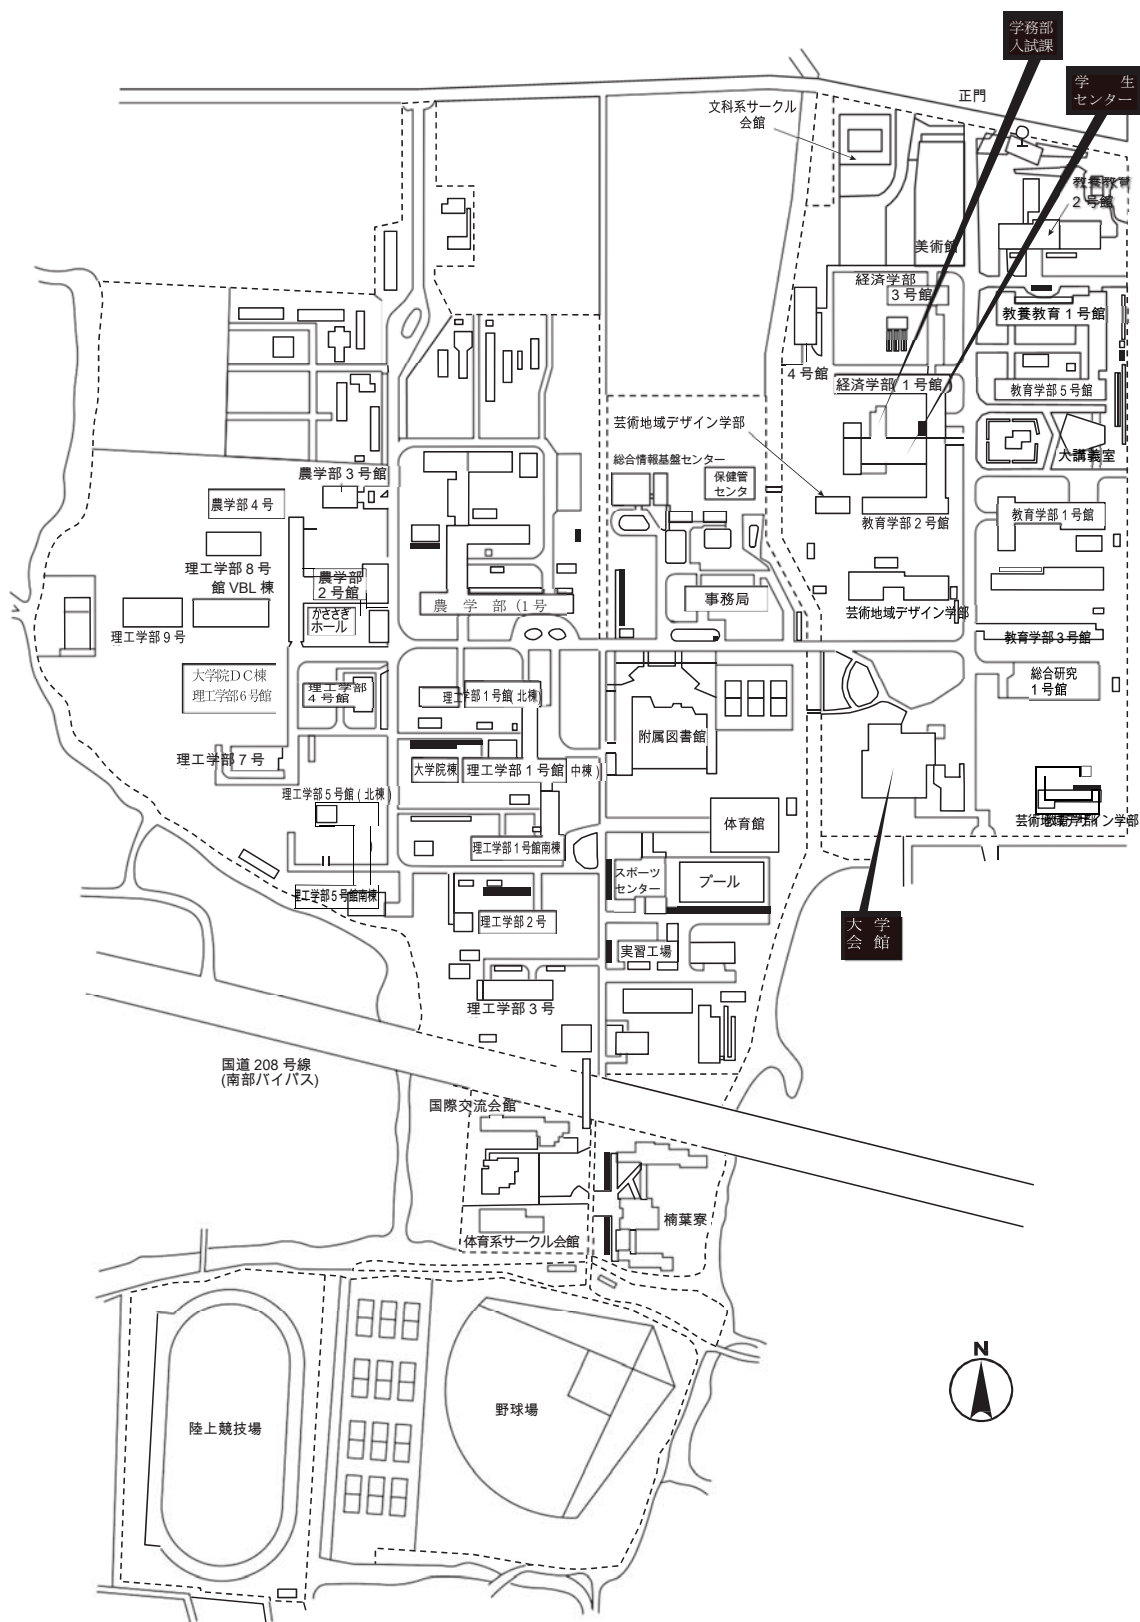 学務部
入試課
学生
センター
正門
文科系サークル
会館
教養教育
2号館
美術館
経済学部
3号館
教養教育1号館
4号館
経済学部(1号館)
教育学部5号館
芸術地域デザイン学部
大講義室
総合情報基盤センター
保健管
センタ
農学部3号館
農学部4号
教育学部2号館
教育学部1号館
理工学部8号
館VBL棟
農学部
2号館
かささぎ
ホール
農学部(1号
事務局
芸術地域デザイン学部
理工学部9号
教育学部3号館
大学院DC棟
理工学部6号館
理工学部
4号館
理工学部1号館(北棟)
総合研究
1号館
附属図書館
理工学部7号
大学院棟
理工学部1号館(中棟)
理工学部5号館(北棟)
体育館
芸術地域デザイン学部
理工学部1号館南棟
スポーツ
センター
プール
理工学部5号館南棟
理工学部2号
大学
会館
実習工場
理工学部3号
国道208号線
(南部バイパス)
国際交流会館
楠葉寮
体育系サークル会館
N
陸上競技場
野球場